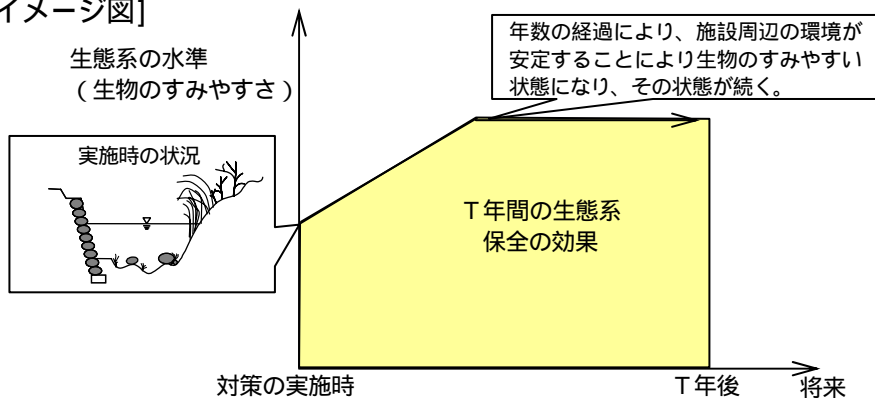 イメージ図]
生態系の水準
（生物のすみやすさ）
年数の経過により、施設周辺の環境が
安定することにより生物のすみやすい
状態になり、その状態が続く。
実施時の状況
Ｔ年間の生態系
保全の効果
対策の実施時
Ｔ年後
将来